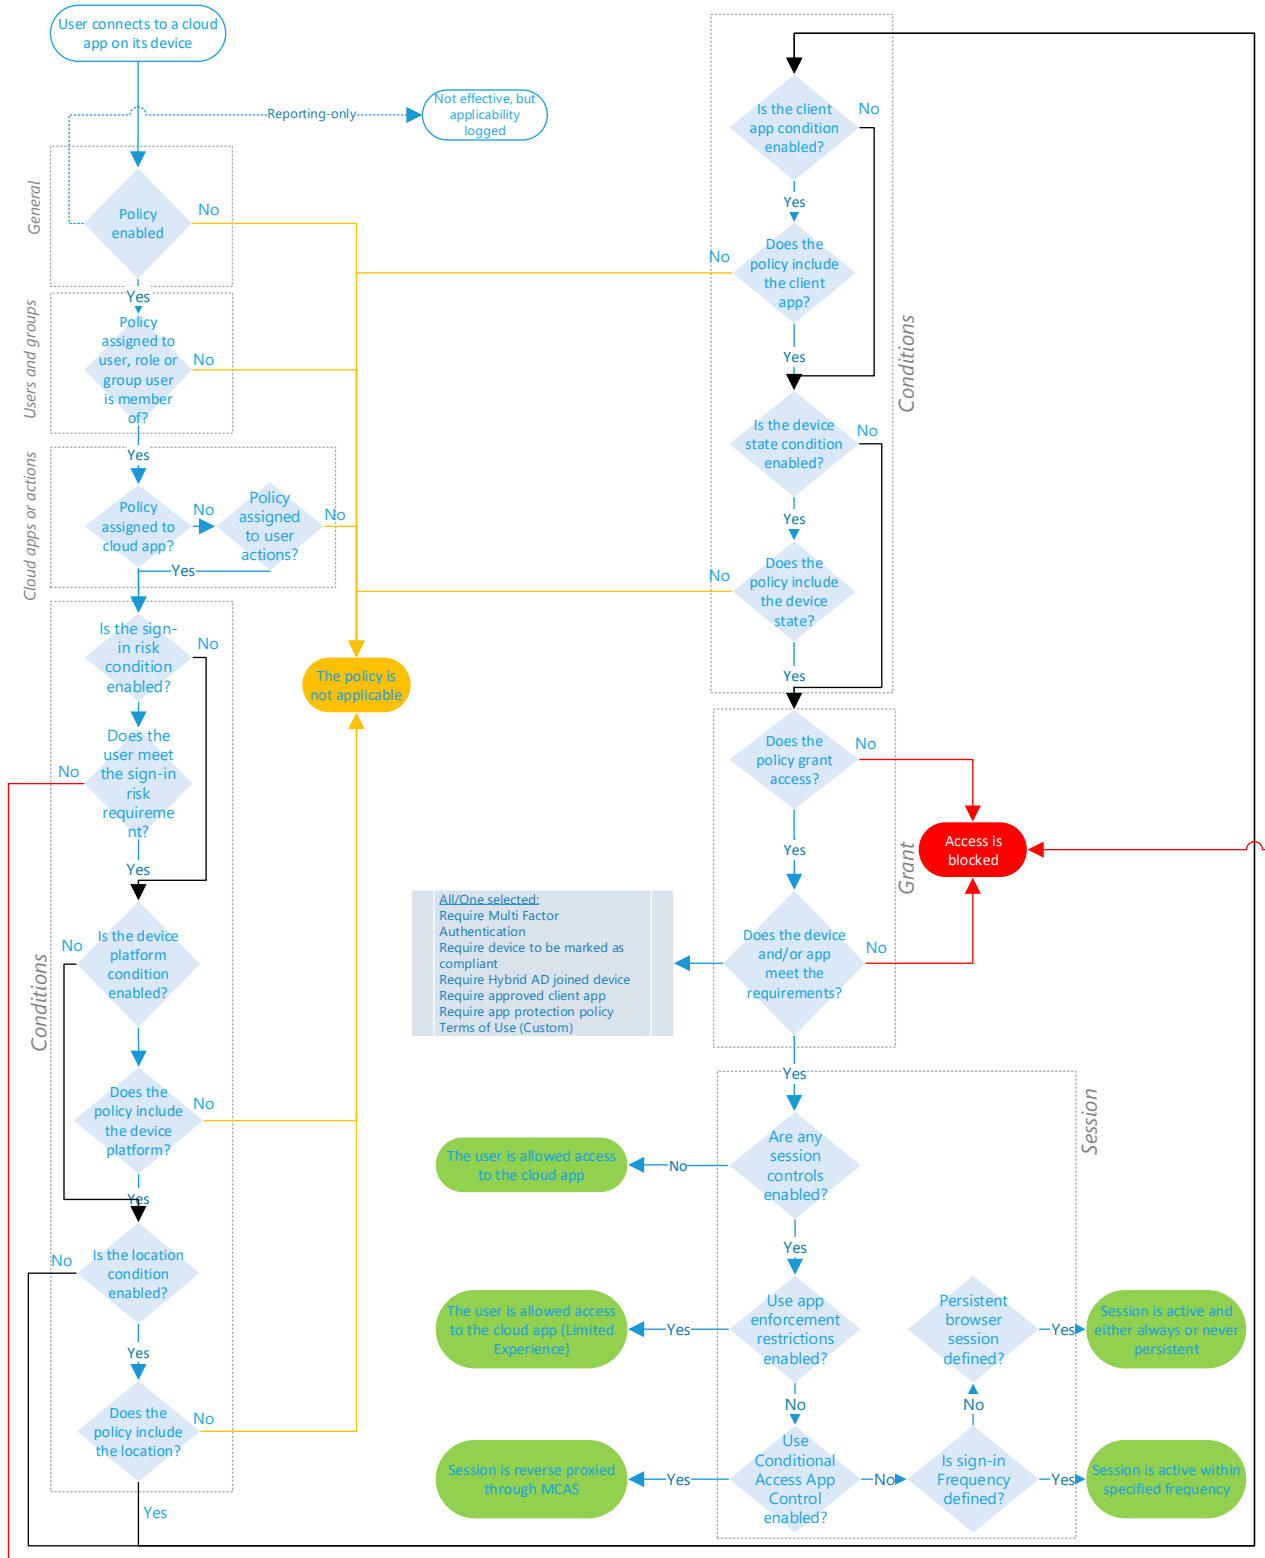 User connects to a cloud
app on its device
Reporting-only
Not effective, but
applicability
logged
General
Policy
enabled
No
Yes
Users and groups
Policy
assigned to
user, role or
group user
is member
of?
No
Yes
Cloud apps or actions
Policy
assigned to
cloud app?
No
Policy
assigned
to user
actions?
No
Yes
Conditions
Is the sign-
in risk
condition
enabled?
No
Does the
user meet
the sign-in
risk
requireme
nt?
No
Yes
Is the device
platform
condition
enabled?
No
Does the
policy include
the device
platform?
No
Yes
Is the location
condition
enabled?
No
Yes
Does the
policy include
the location?
No
Yes
The policy is
not applicable
Conditions
Is the client
app condition
enabled?
No
Yes
Does the
policy include
the client
app?
No
Yes
Is the device
state condition
enabled?
No
Yes
Does the
policy include
the device
state?
No
Yes
Grant
Does the
policy grant
access?
No
Yes
Access is
blocked
Does the device
and/or app
meet the
requirements?
No
All/One selected:
Require Multi Factor
Authentication
Require device to be marked as
compliant
Require Hybrid AD joined device
Require approved client app
Require app protection policy
Terms of Use (Custom)
Yes
Session
Are any
session
controls
enabled?
No
The user is allowed access
to the cloud app
Yes
Use app
enforcement
restrictions
enabled?
Yes
The user is allowed access
to the cloud app (Limited
Experience)
No
Use
Conditional
Access App
Control
enabled?
Yes
Session is reverse proxied
through MCAS
No
Is sign-in
Frequency
defined?
Yes
Session is active within
specified frequency
No
Persistent
browser
session
defined?
Yes
Session is active and
either always or never
persistent